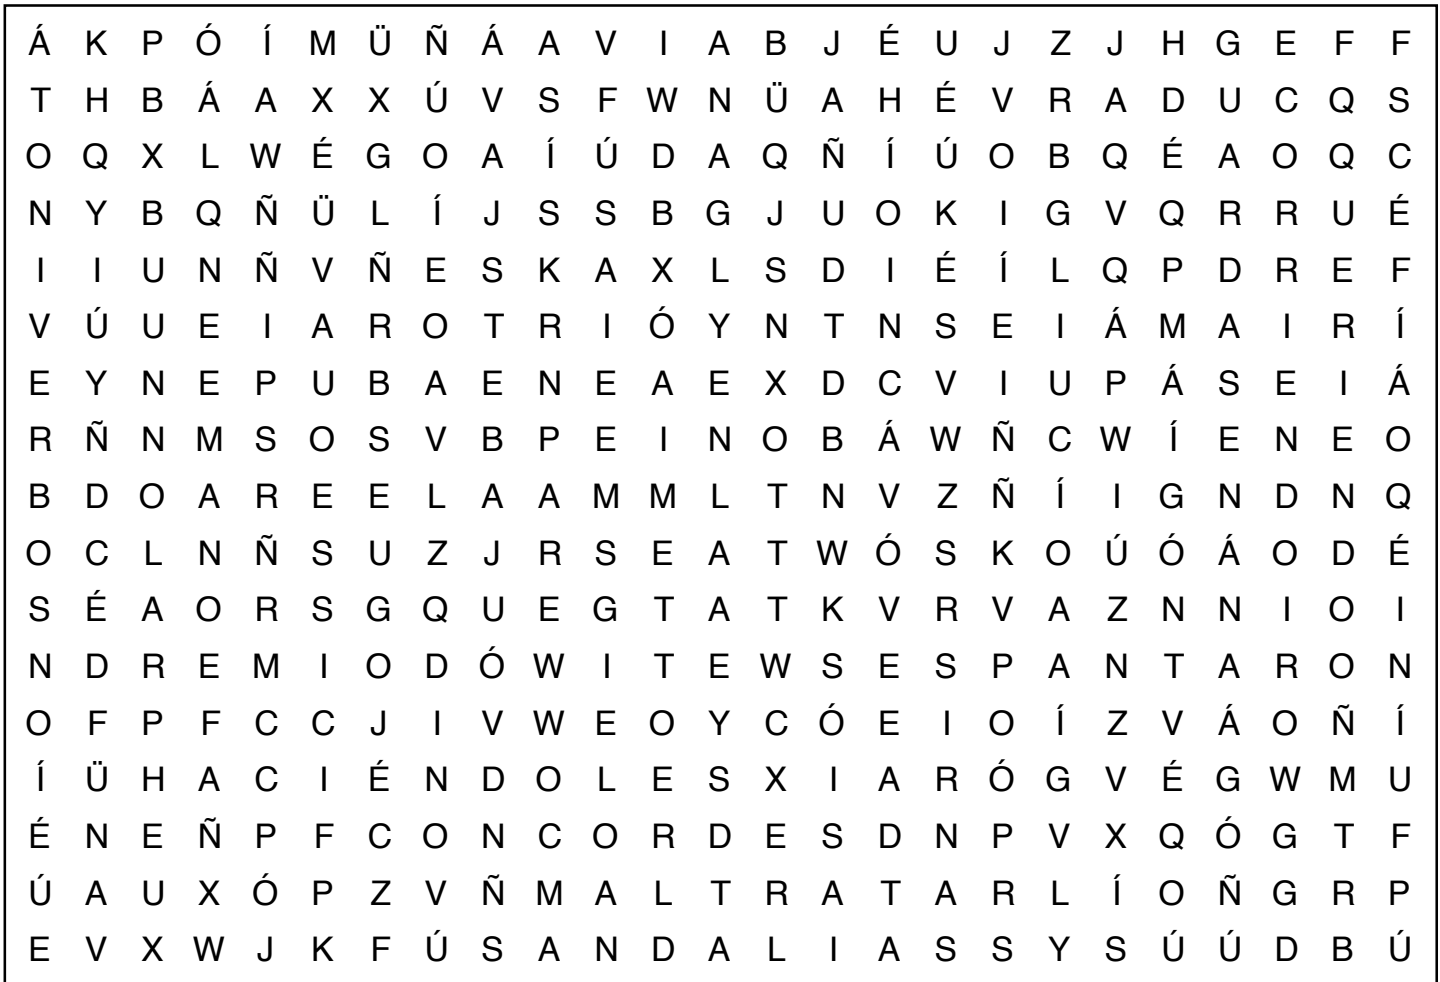 Á K P Ó Í M Ü Ñ Á A V I A B J É U J Z J H G E F F
T H B Á A X X Ú V S F W N Ü A H É V R A D U C Q S
O Q X L W É G O A Í Ú D A Q Ñ Í Ú O B Q É A O Q C
N Y B Q Ñ Ü L Í J S S B G J U O K I G V Q R R U É
I I U N Ñ V Ñ E S K A X L S D I É Í L Q P D R E F
V Ú U E I A R O T R I Ó Y N T N S E I Á M A I R Í
E Y N E P U B A E N E A E X D C V I U P Á S E I Á
R Ñ N M S O S V B P E I N O B Á W Ñ C W Í E N E O
B D O A R E E L A A M M L T N V Z Ñ Í I G N D N Q
O C L N Ñ S U Z J R S E A T W Ó S K O Ú Ó Á O D É
S É A O R S G Q U E G T A T K V R V A Z N N I O I
N D R E M I O D Ó W I T E W S E S P A N T A R O N
O F P F C C J I V W E O Y C Ó E I O Í Z V Á O Ñ Í
Í Ü H A C I É N D O L E S X I A R Ó G V É G W M U
É N E Ñ P F C O N C O R D E S D N P V X Q Ó G T F
Ú A U X Ó P Z V Ñ M A L T R A T A R L Í O Ñ G R P
E V X W J K F Ú S A N D A L I A S S Y S Ú Ú D B Ú